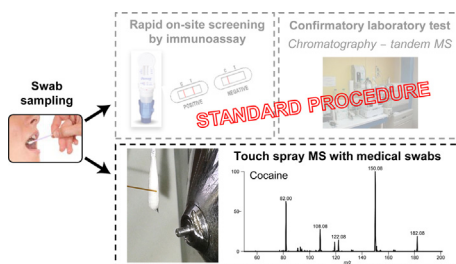 Rapid on-site screening
by immunoassay
Confirmatory laboratory test
Chromatography – tandem MS
POSITIVE
NEGATIVE
STANDARD PROCEDURE
Swab
sampling
Touch spray MS with medical swabs
Cocaine
100
50
0
82.00
108.08
122.08
150.08
182.08
60
80
100
120
140
160
180
200
m/z